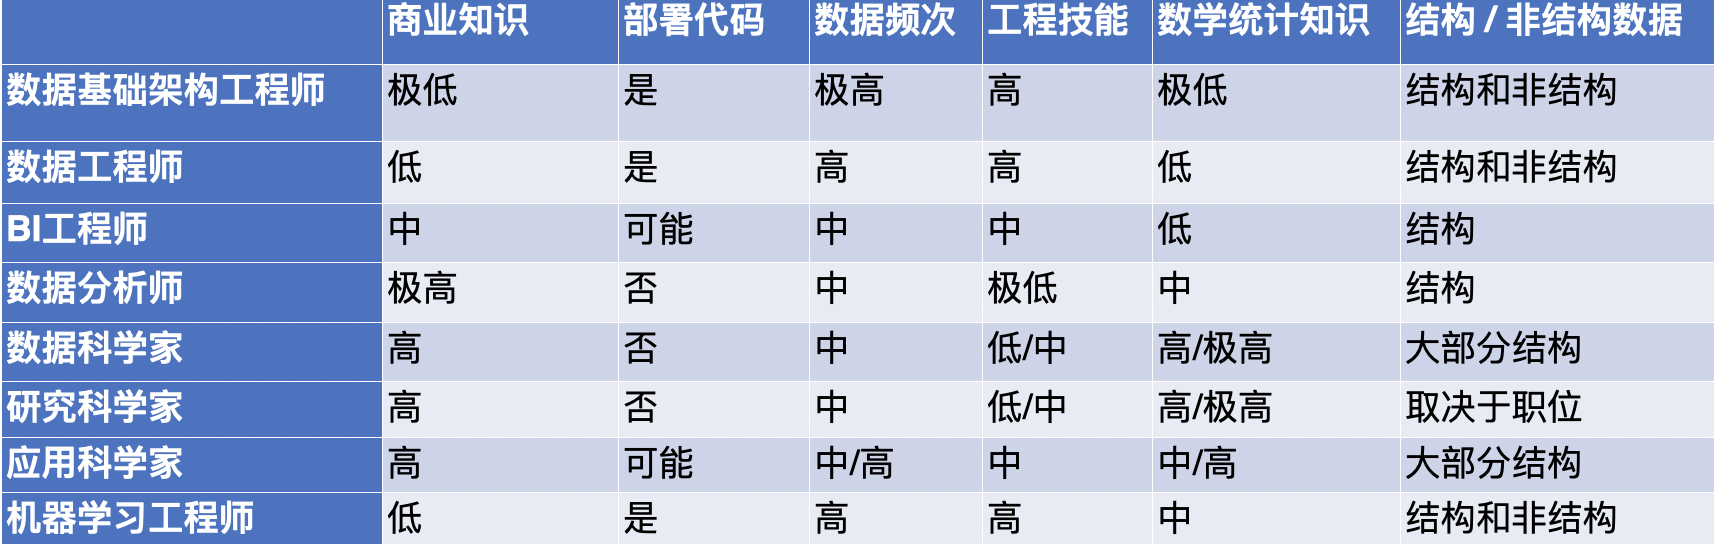 商业知识 部署代码 数据频次 工程技能 数学统计知识 结构 / 非结构数据
数据基础架构工程师 极低 是 极高 高 极低 结构和非结构
数据工程师 低 是 高 高 低 结构和非结构
BI工程师 中 可能 中 中 低 结构
数据分析师 极高 否 中 极低 中 结构
数据科学家 高 否 中 低/中 高/极高 大部分结构
研究科学家 高 否 中 低/中 高/极高 取决于职位
应用科学家 高 可能 中/高 中 中/高 大部分结构
机器学习工程师 低 是 高 高 中 结构和非结构